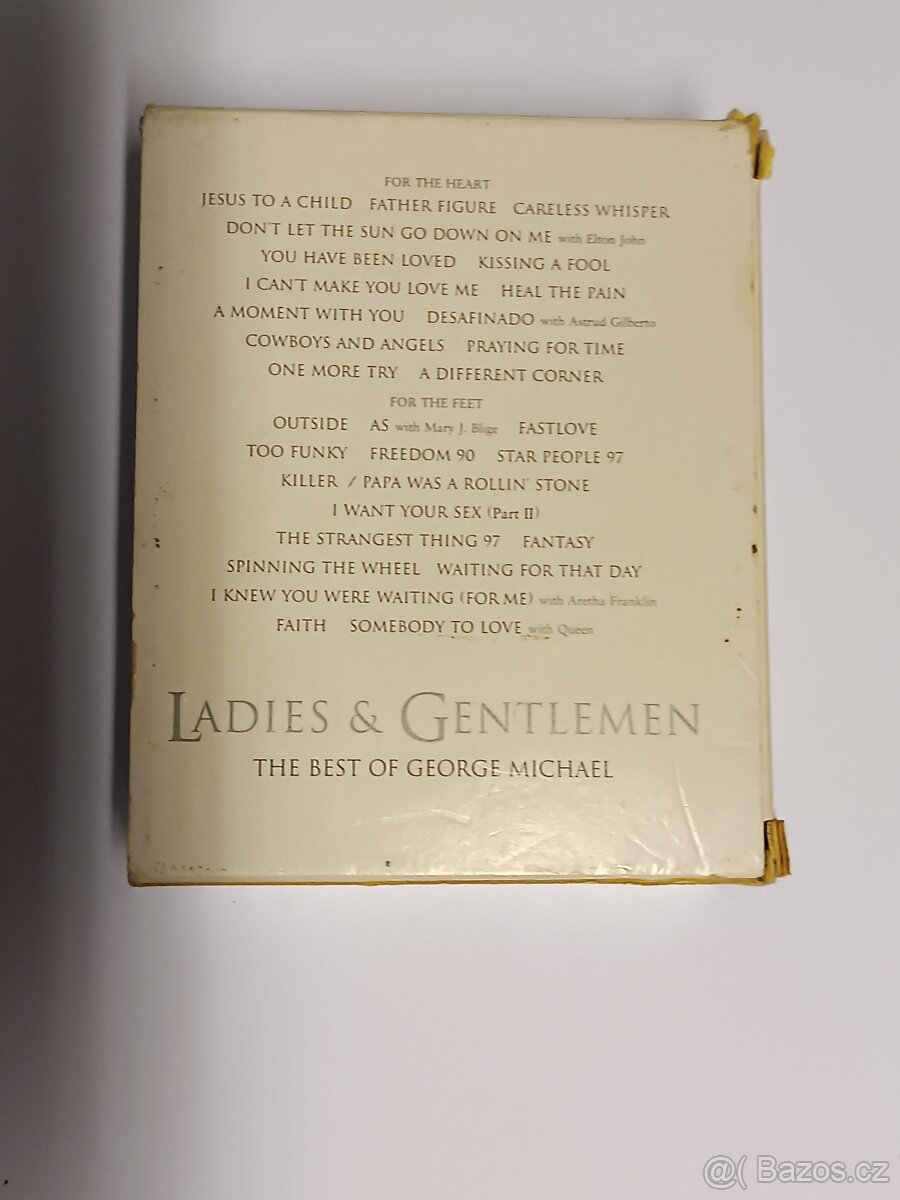 FOR THE HEART
JESUS TO A CHILD FATHER FIGURE CARELESS WHISPER
DON'T LET THE SUN GO DOWN ON ME with Elton John
YOU HAVE BEEN LOVED KISSING A FOOL
I CAN'T MAKE YOU LOVE ME HEAL THE PAIN
A MOMENT WITH YOU DESAFINADO with Astrud Gilberto
COWBOYS AND ANGELS PRAYING FOR TIME
ONE MORE TRY A DIFFERENT CORNER
FOR THE FEET
OUTSIDE AS with Mary J. Blige FASTLOVE
TOO FUNKY FREEDOM 90 STAR PEOPLE 97
KILLER / PAPA WAS A ROLLIN' STONE
I WANT YOUR SEX (Part II)
THE STRANGEST THING 97 FANTASY
SPINNING THE WHEEL WAITING FOR THAT DAY
I KNEW YOU WERE WAITING (FOR ME) with Aretha Franklin
FAITH SOMEBODY TO LOVE with Queen
LADIES & GENTLEMEN
THE BEST OF GEORGE MICHAEL
@( Bazos.cz